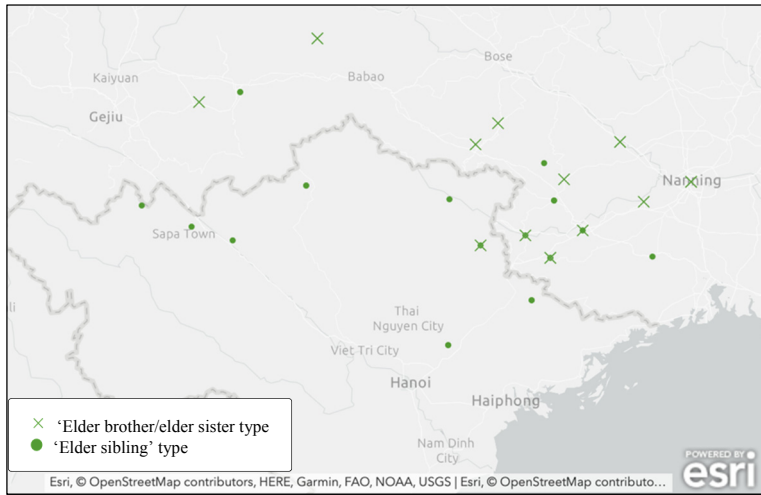 Bose
Kaiyuan
Babao
Gejiu
Nanning
Sapa Town
li
Thai
Nguyen City
Viet Tri City
Hanoi
Haiphong
‘Elder brother/elder sister type
‘Elder sibling’ type
Nam Dinh
City
POWERED BY
esri
Esri, © OpenStreetMap contributors, HERE, Garmin, FAO, NOAA, USGS | Esri, © OpenStreetMap contributo...